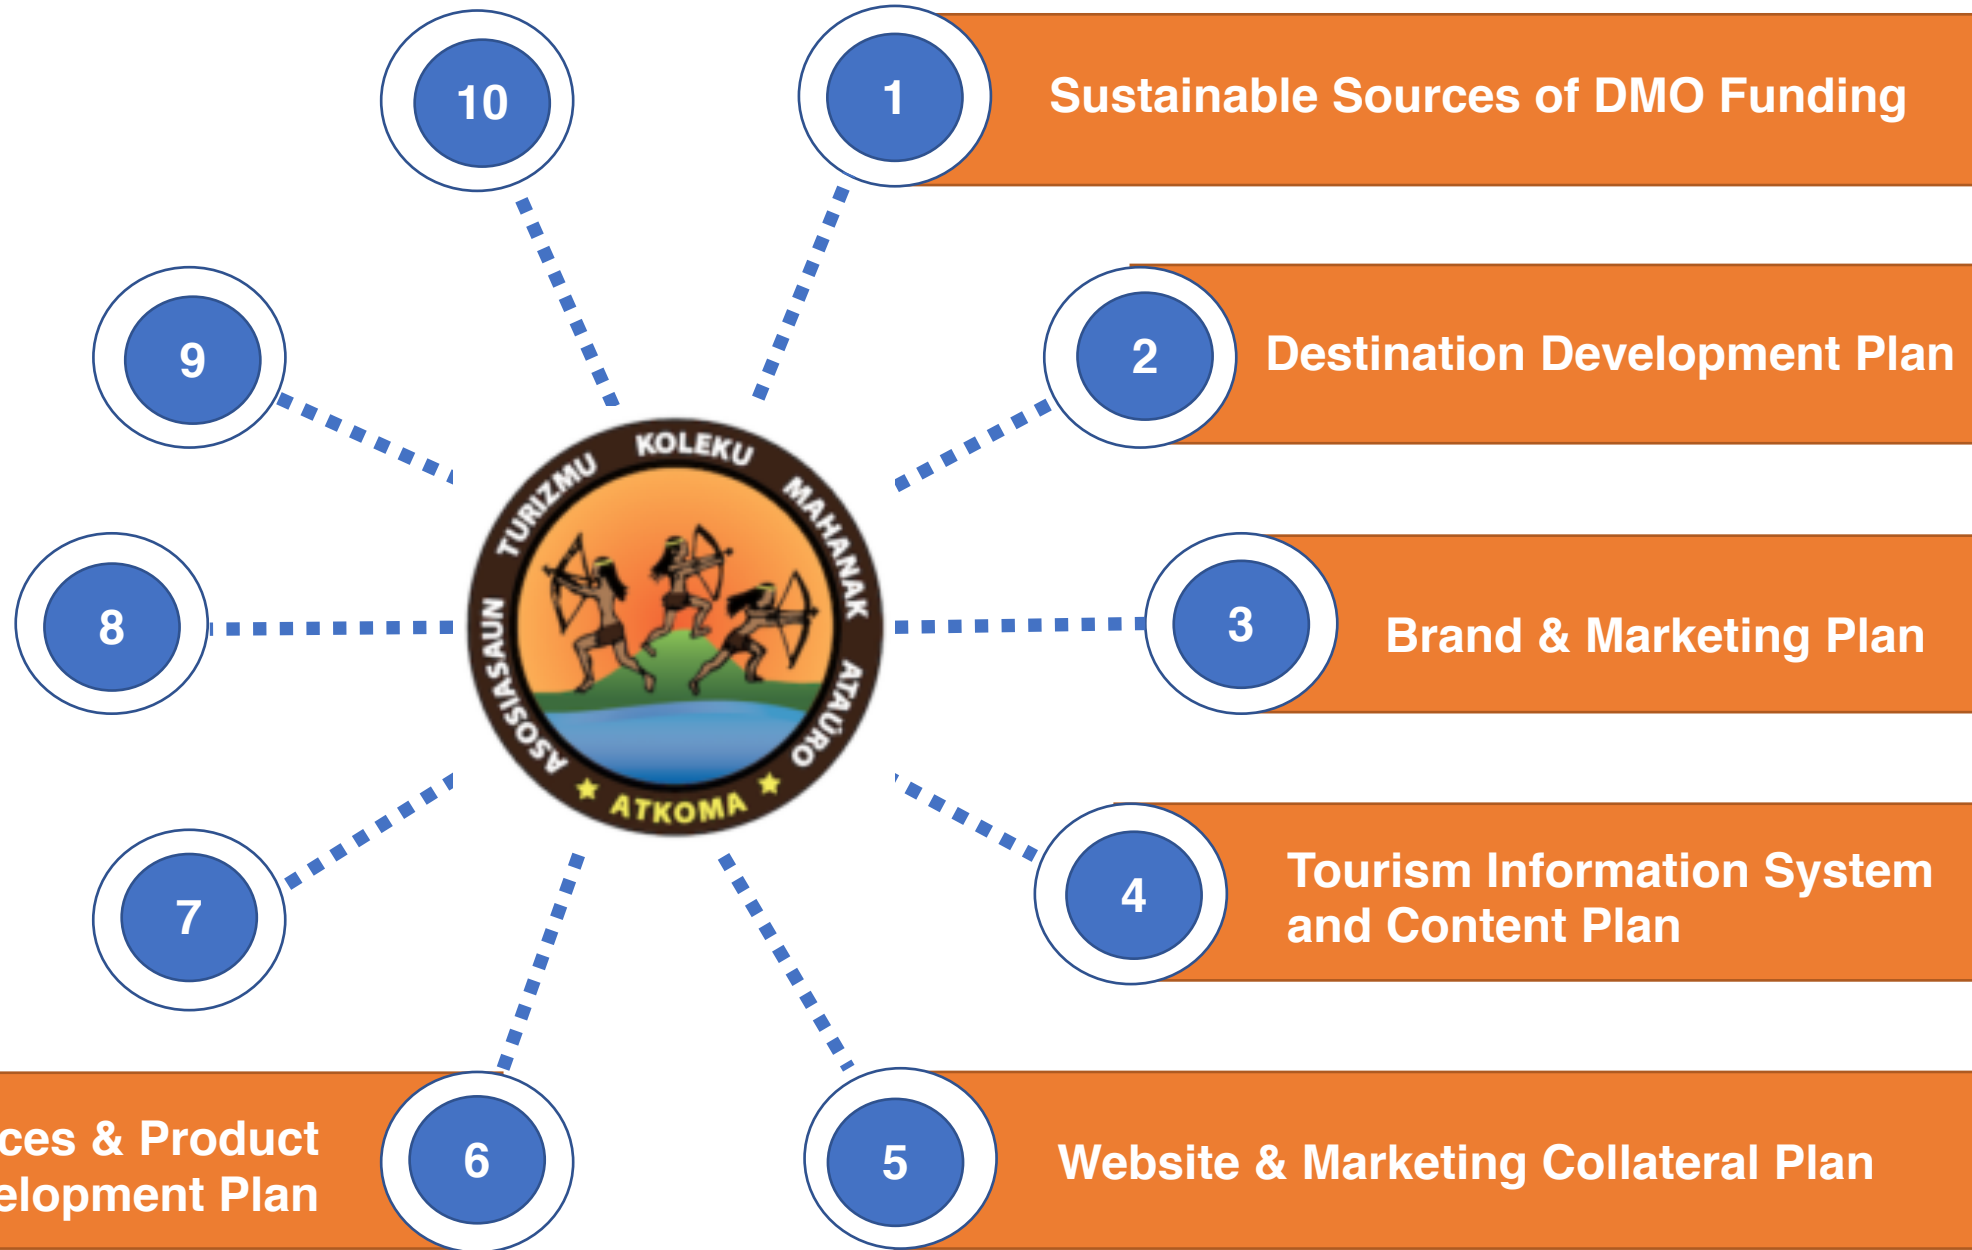 10
1
Sustainable Sources of DMO Funding
9
2
Destination Development Plan
8
3
Brand & Marketing Plan
ASOSIASAUN TURIZMU KOLEKU MAHANAK ATAÚRO
ATKOMA
7
4
Tourism Information System
and Content Plan
& Product
Plan
6
5
Website & Marketing Collateral Plan